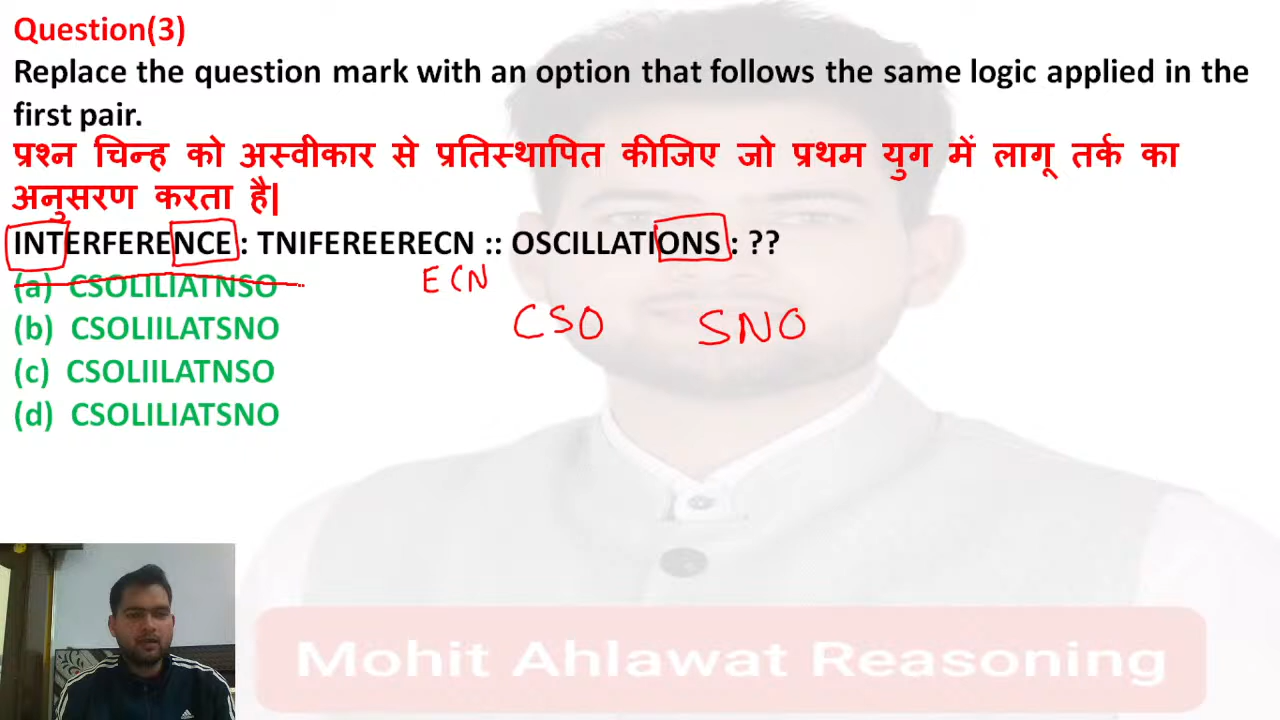 Question(3)
Replace the question mark with an option that follows the same logic applied in the
first pair.
प्रश्न चिन्ह को अस्वीकार से प्रतिस्थापित कीजिए जो प्रथम युग में लागू तर्क का
अनुसरण करता है|
INTERFERENCE : TNIFEREERECN :: OSCILLATIONS : ??
(a) CSOLILIATNSO
ECN
(b) CSOLIILATSNO
CSO SNO
(c) CSOLIILATNSO
(d) CSOLILIATSNO
Mohit Ahlawat Reasoning